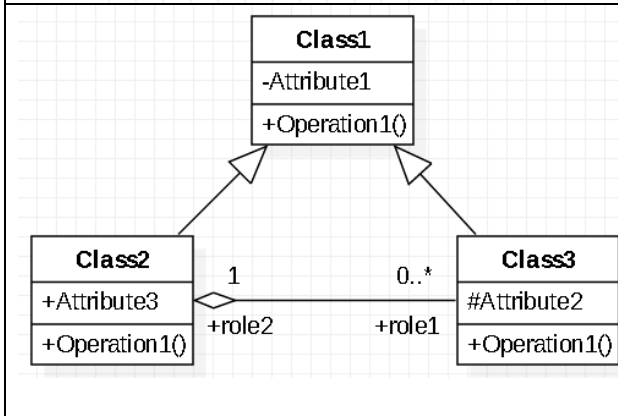 Class1
-Attribute1
+Operation1()
Class2
+Attribute3
+Operation1()
1
0..*
+role2
+role1
Class3
#Attribute2
+Operation1()